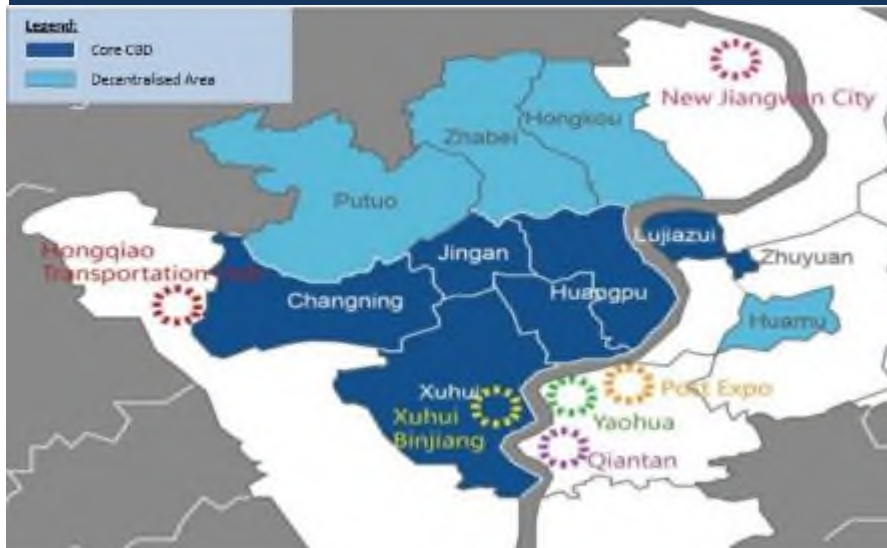 Legend:
Core CBD
Decentralised Area
New Jiangwan City
Hongkou
Zhabei
Putuo
Lujiazui
Jingan
Zhuyuan
Hongqiao
Transportation
Changning
Huangpu
Huamu
Xuhui
Xuhui
Binjiang
Post Expo
Yaohua
Qiantan